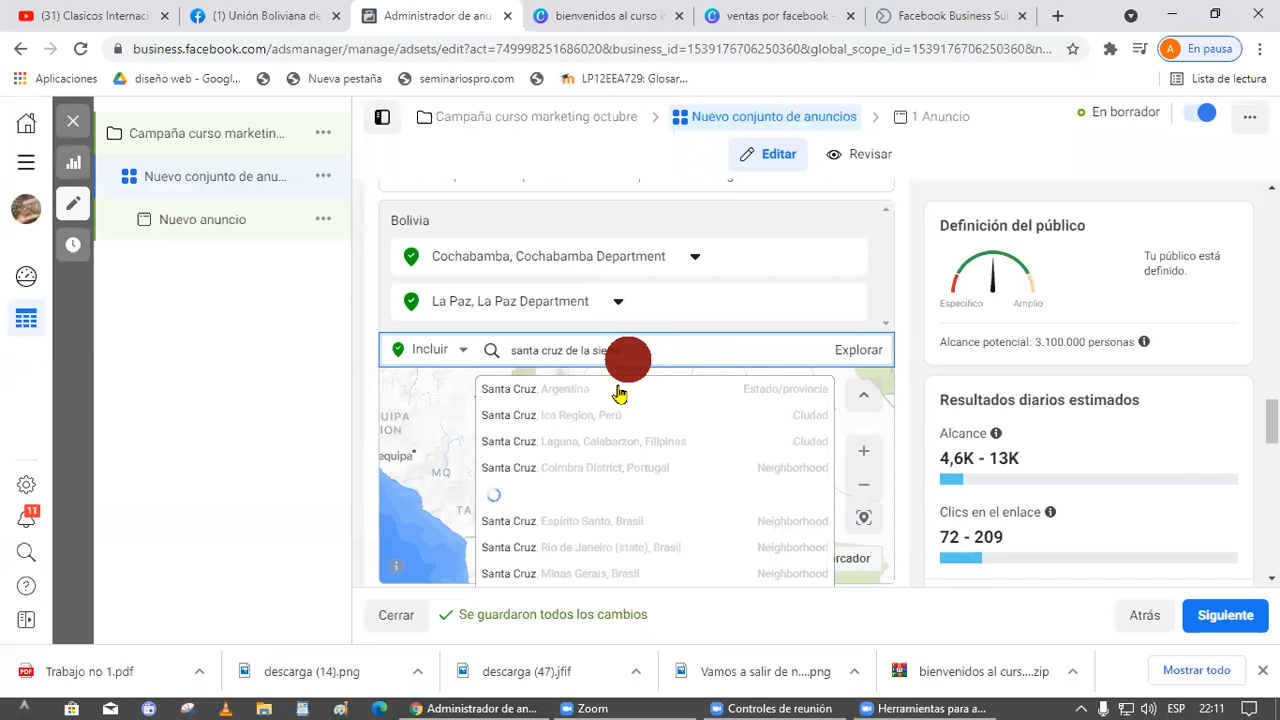 (31) Clasicos Internaci
(1) Unión Boliviana de
Administrador de anu
bienvenidos al curso in
ventas por facebook -
Facebook Business Sui
business.facebook.com/adsmanager/manage/adsets/edit?act=749998251686020&business_id=1539176706250360&global_scope_id=1539176706250360&n...
A En pausa
Aplicaciones
diseño web - Googl...
Nueva pestaña
seminariospro.com
LP12EEA729: Glosar...
Lista de lectura
Campaña curso marketin...
Nuevo conjunto de anu...
Nuevo anuncio
11
Campaña curso marketing octubre
Nuevo conjunto de anuncios
1 Anuncio
En borrador
Editar
Revisar
Bolivia
Cochabamba, Cochabamba Department
La Paz, La Paz Department
Incluir
santa cruz de la sierra
Explorar
Santa Cruz, Argentina Estado/provincia
Santa Cruz, Ica Region, Perú Ciudad
Santa Cruz, Laguna, Calabarzon, Filipinas Ciudad
Santa Cruz, Coimbra District, Portugal Neighborhood
Santa Cruz, Espírito Santo, Brasil Neighborhood
Santa Cruz, Rio de Janeiro (state), Brasil Neighborhood
Santa Cruz, Minas Gerais, Brasil Neighborhood
UIPA
GION
equipa
MQ
TA
arcador
Definición del público
Específico
Amplio
Tu público está
definido.
Alcance potencial: 3.100.000 personas
Resultados diarios estimados
Alcance
4,6K - 13K
Clics en el enlace
72 - 209
Cerrar
Se guardaron todos los cambios
Atrás
Siguiente
Trabajo no 1.pdf
descarga (14).png
descarga (47).jfif
Vamos a salir de n....png
bienvenidos al curs....zip
Mostrar todo
Administrador de an...
Zoom
Controles de reunión
Herramientas para a...
ESP
22:11